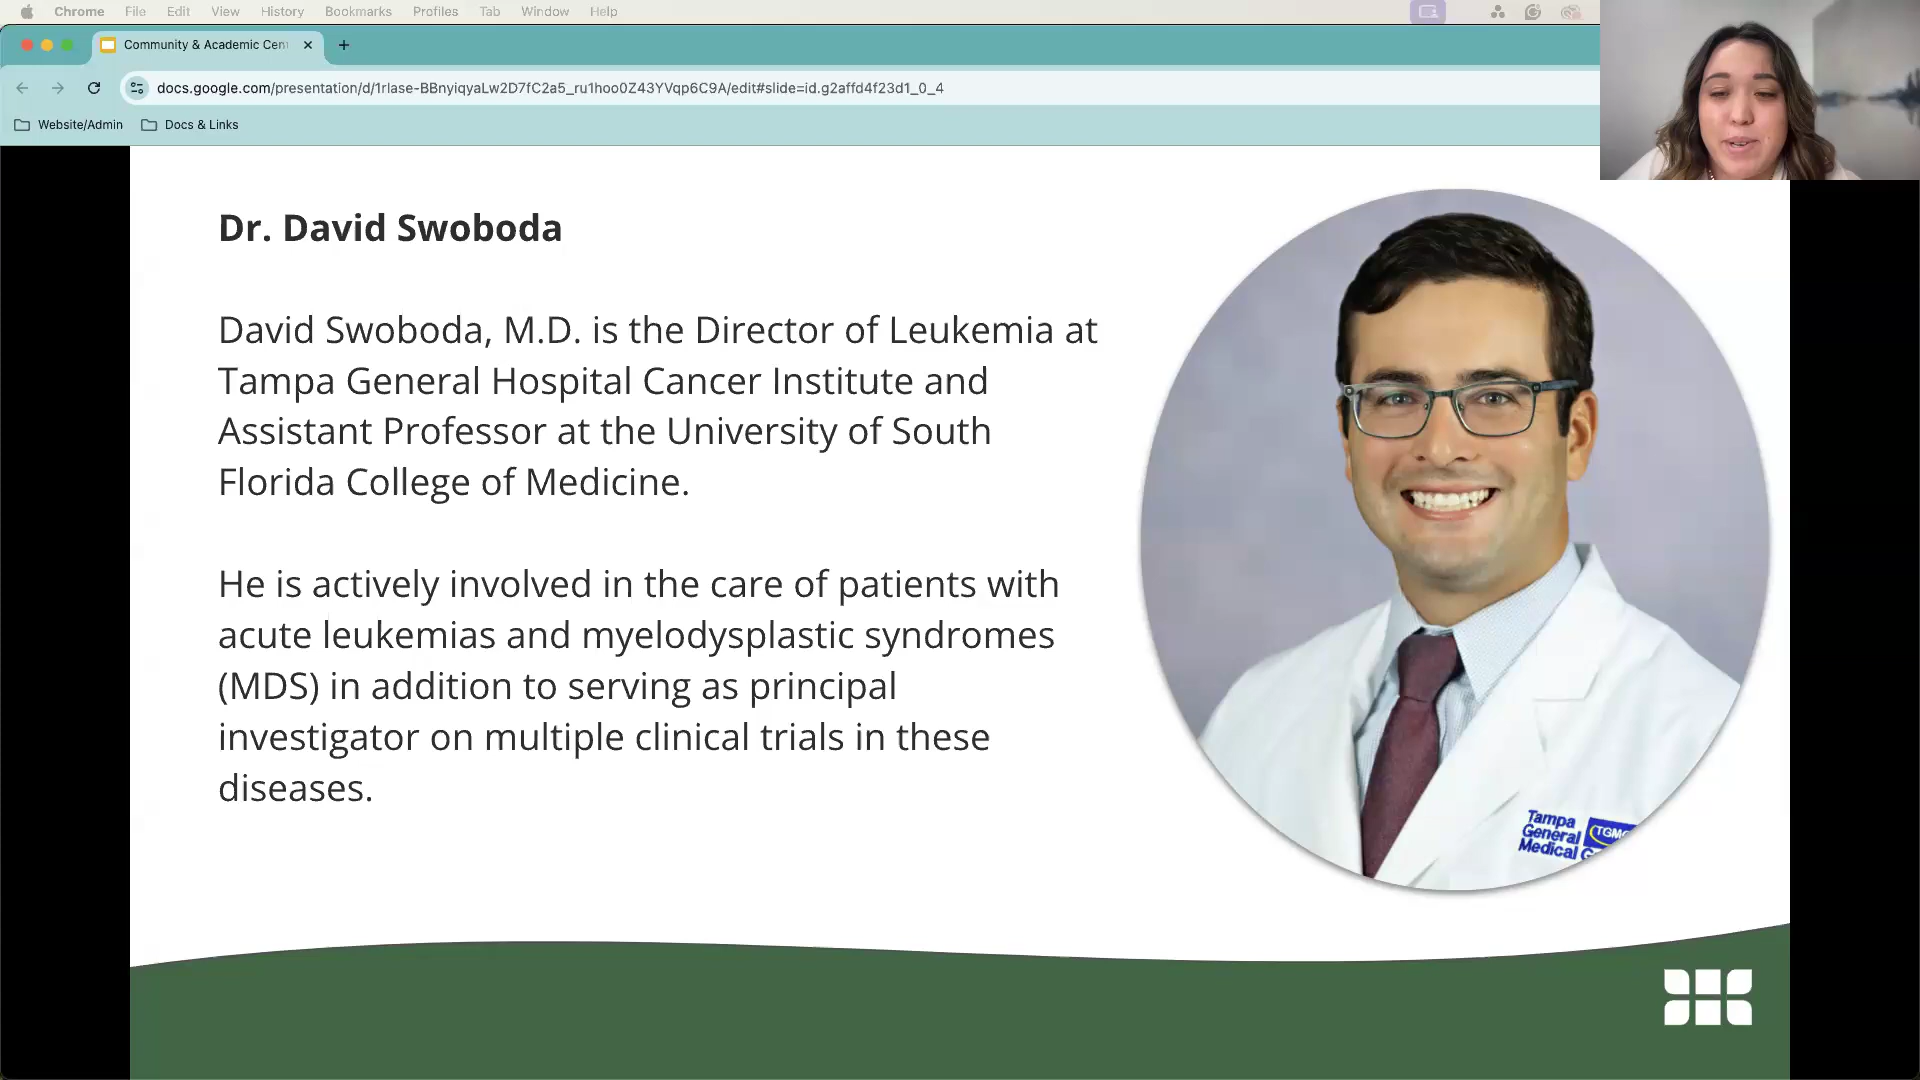 Chrome File Edit View History Bookmarks Profiles Tab Window Help
Community & Academic Cen
docs.google.com/presentation/d/1rlase-BBnyiqyaLw2D7fC2a5_ru1hoo0Z43YVqp6C9A/edit#slide=id.g2affd4f23d1_0_4
Website/Admin Docs & Links
Dr. David Swoboda
David Swoboda, M.D. is the Director of Leukemia at
Tampa General Hospital Cancer Institute and
Assistant Professor at the University of South
Florida College of Medicine.
He is actively involved in the care of patients with
acute leukemias and myelodysplastic syndromes
(MDS) in addition to serving as principal
investigator on multiple clinical trials in these
diseases.
Tampa
General TGMG
Medical